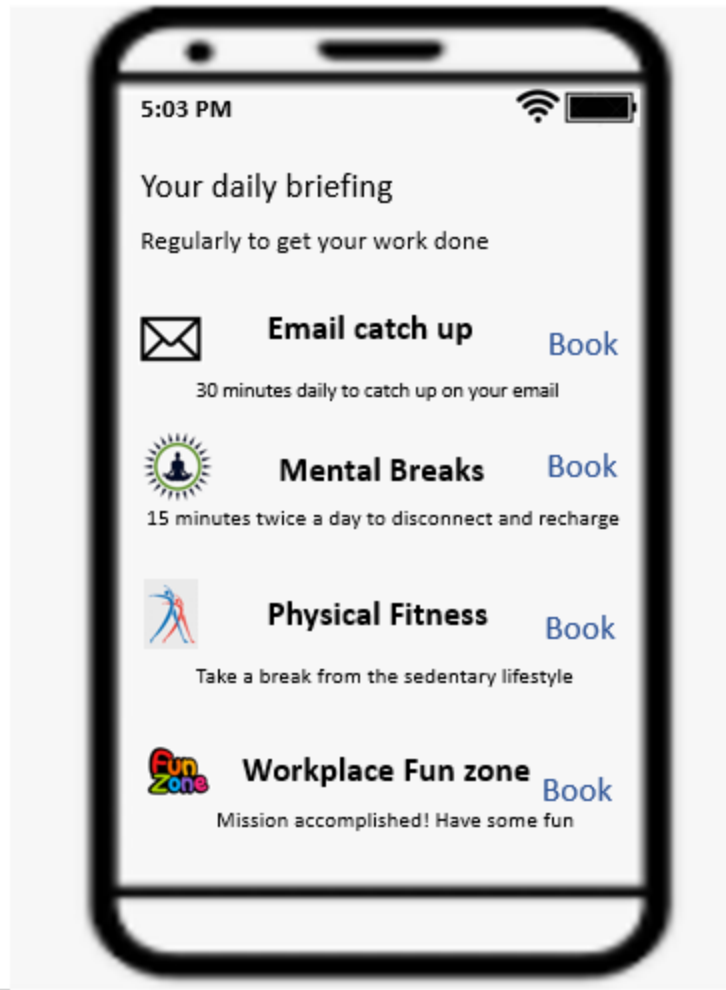 5:03 PM
Your daily briefing
Regularly to get your work done
Email catch up
Book
30 minutes daily to catch up on your email
Mental Breaks
Book
15 minutes twice a day to disconnect and recharge
Physical Fitness
Book
Take a break from the sedentary lifestyle
Fun
Zone
Workplace Fun zone
Book
Mission accomplished! Have some fun